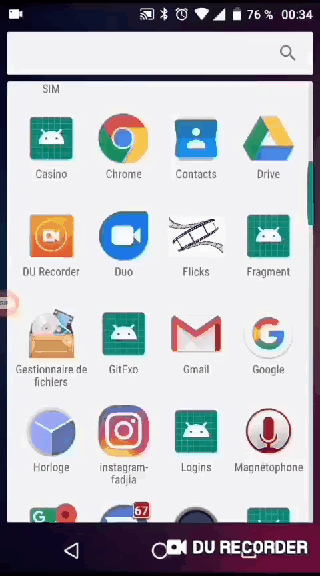 76 % 00:34
SIM
Casino Chrome Contacts Drive
DU Recorder Duo Flicks Fragment
Gestionnaire de
fichiers
GitExo Gmail Google
Horloge instagram-
fadjia
Logins Magnétophone
67
DU RECORDER